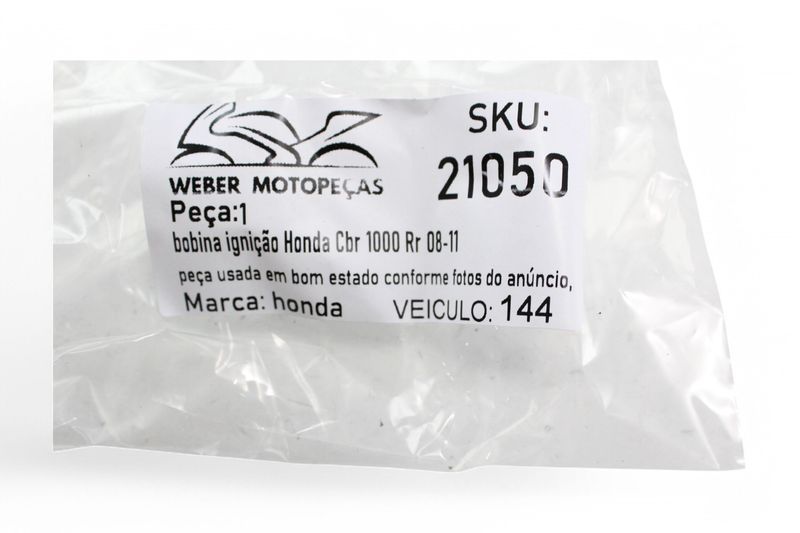 WEBER MOTOPEÇAS
SKU:
21050
Peça:1
bobina ignição Honda Cbr 1000 Rr 08-11
peça usada em bom estado conforme fotos do anúncio,
Marca: honda VEICULO: 144